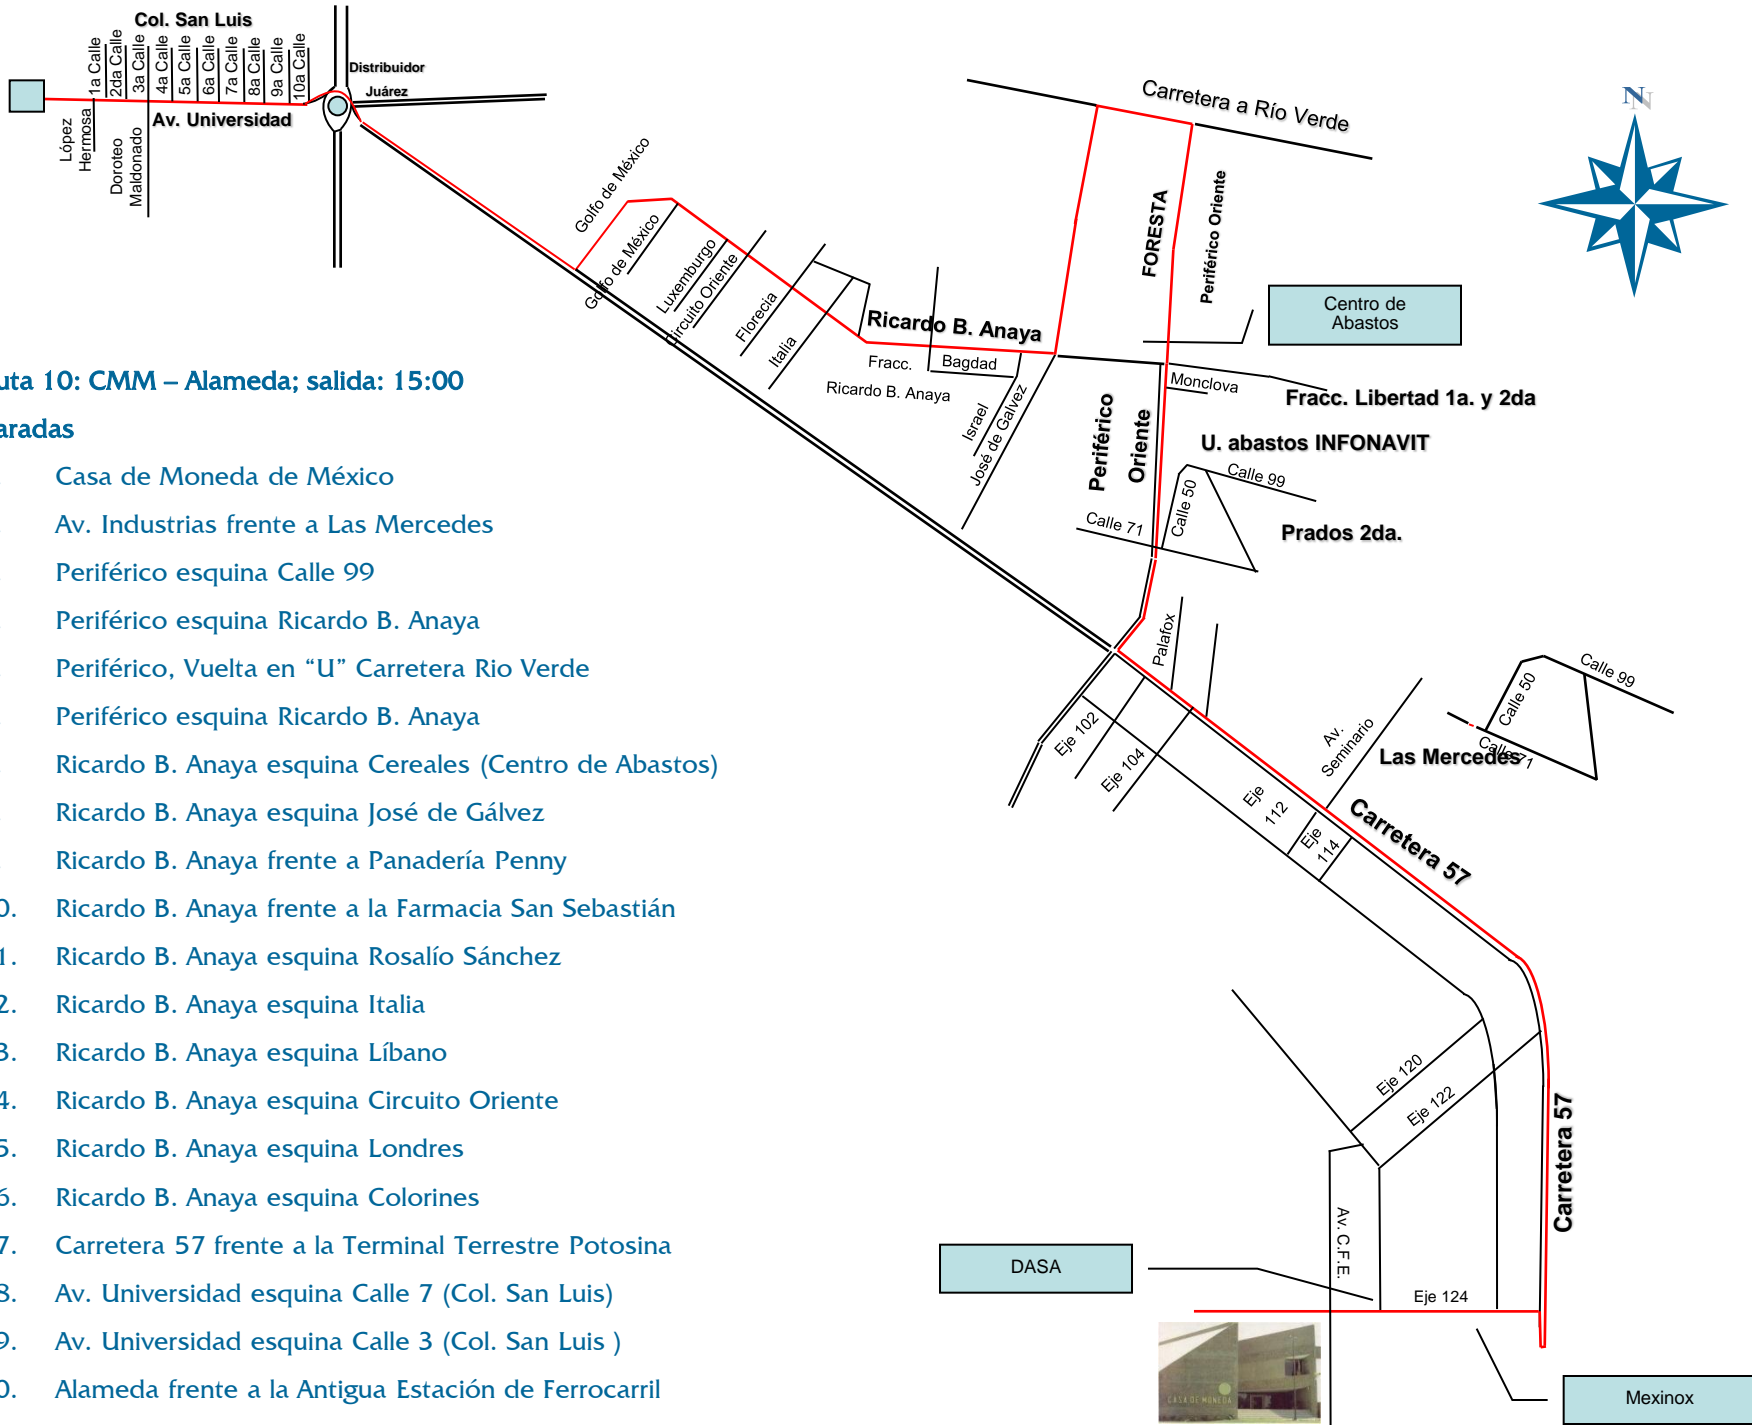 Col. San Luis
1a Calle
2da Calle
3a Calle
4a Calle
5a Calle
6a Calle
7a Calle
8a Calle
9a Calle
10a Calle
Distribuidor
Juárez
Av. Universidad
López
Hermosa
Doroteo
Maldonado
N
Carretera a Río Verde
Golfo de México
Golfo de México
Luxemburgo
Circuito Oriente
Florecia
Italia
FORESTA
Periférico Oriente
Centro de
Abastos
Ricardo B. Anaya
Fracc.
Bagdad
Ricardo B. Anaya
Israel
José de Galvez
Monclova
Fracc. Libertad 1a. y 2da
Periférico
Oriente
U. abastos INFONAVIT
Calle 99
Calle 50
Calle 71
Prados 2da.
uta 10: CMM – Alameda; salida: 15:00
aradas
Casa de Moneda de México
Av. Industrias frente a Las Mercedes
Periférico esquina Calle 99
Periférico esquina Ricardo B. Anaya
Periférico, Vuelta en “U” Carretera Rio Verde
Periférico esquina Ricardo B. Anaya
Ricardo B. Anaya esquina Cereales (Centro de Abastos)
Ricardo B. Anaya esquina José de Gálvez
Ricardo B. Anaya frente a Panadería Penny
0. Ricardo B. Anaya frente a la Farmacia San Sebastián
1. Ricardo B. Anaya esquina Rosalío Sánchez
2. Ricardo B. Anaya esquina Italia
3. Ricardo B. Anaya esquina Líbano
4. Ricardo B. Anaya esquina Circuito Oriente
5. Ricardo B. Anaya esquina Londres
6. Ricardo B. Anaya esquina Colorines
7. Carretera 57 frente a la Terminal Terrestre Potosina
8. Av. Universidad esquina Calle 7 (Col. San Luis)
9. Av. Universidad esquina Calle 3 (Col. San Luis )
0. Alameda frente a la Antigua Estación de Ferrocarril
Palafox
Eje 102
Eje 104
Eje
112
Eje
114
Av.
Seminario
Calle 99
Calle 50
Calle 71
Las Mercedes
Carretera 57
Eje 120
Eje 122
Carretera 57
Av. C.F.E.
DASA
Eje 124
CASA DE MONEDA
Mexinox